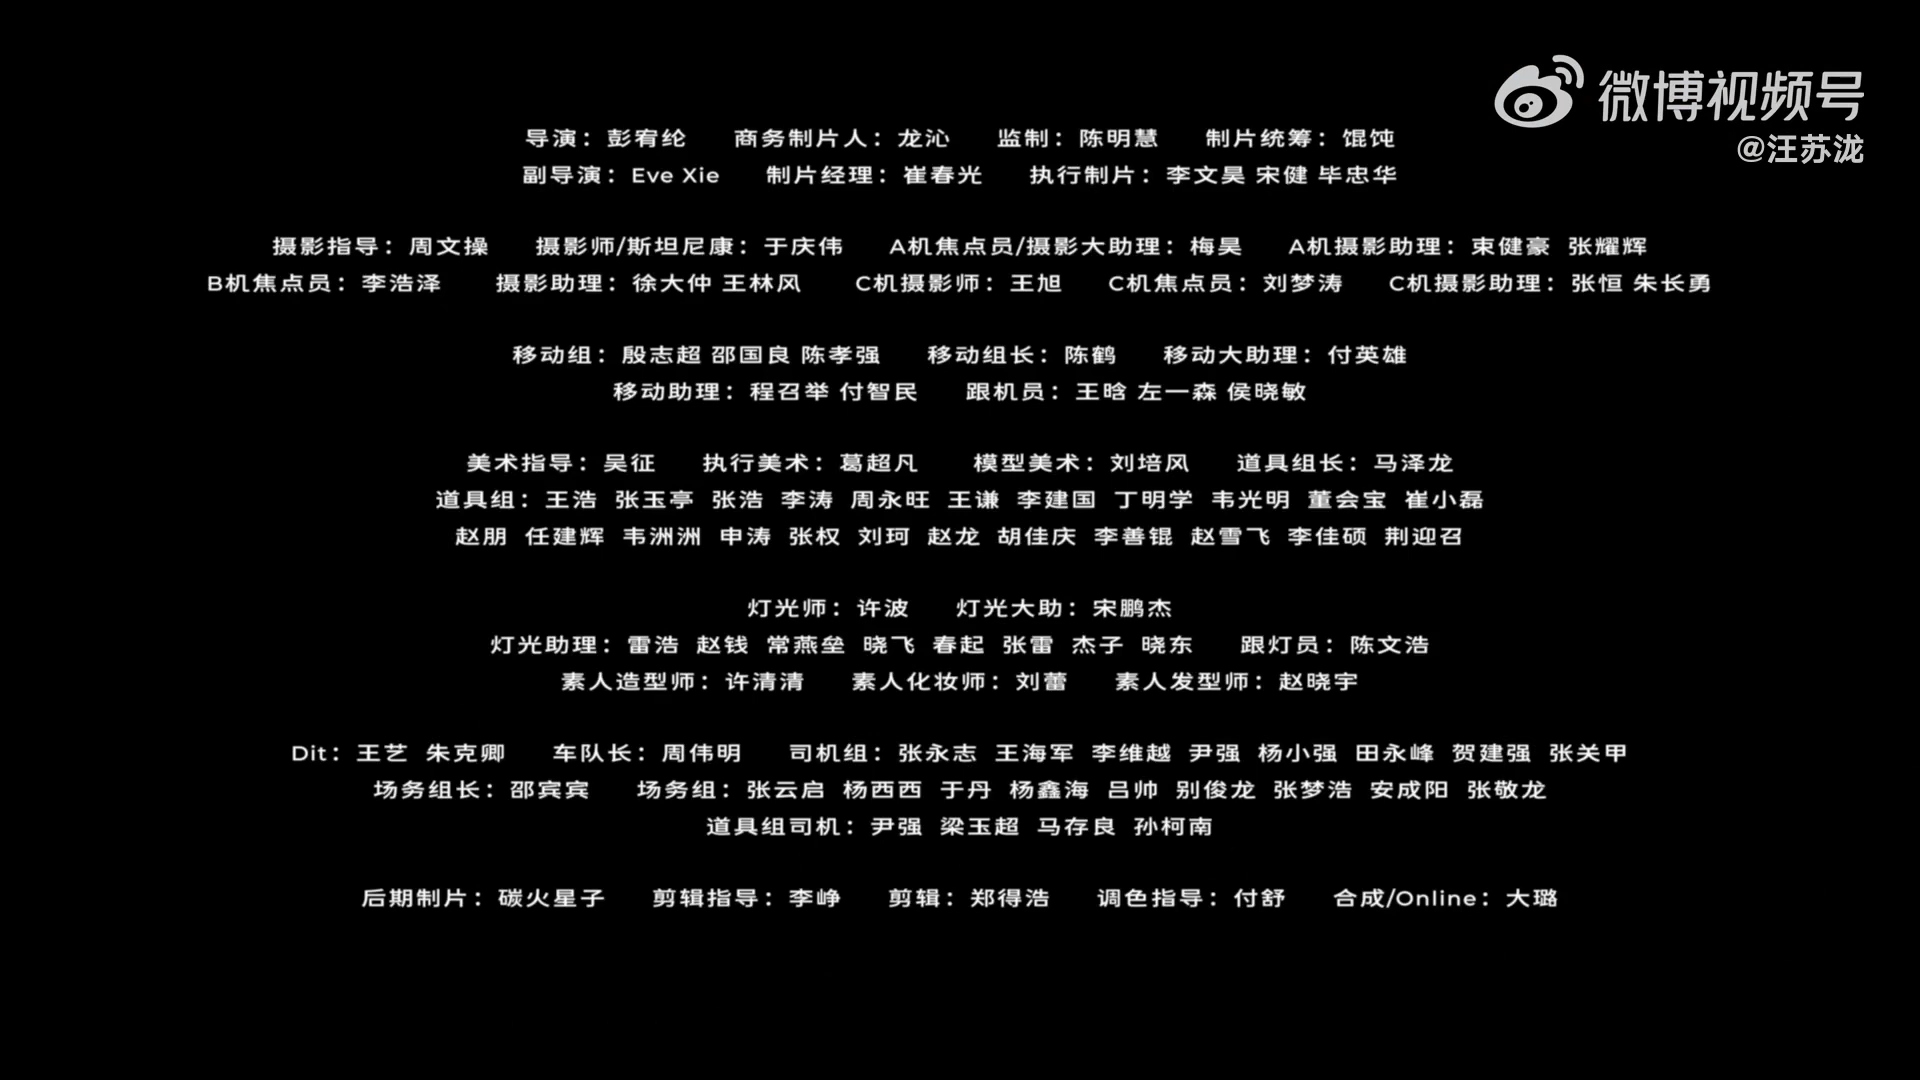 微博视频号
@汪苏泷
导演：彭宥纶 商务制片人：龙沁 监制：陈明慧 制片统筹：馄饨
副导演：Eve Xie 制片经理：崔春光 执行制片：李文昊 宋健 毕忠华
摄影指导：周文操 摄影师/斯坦尼康：于庆伟 A机焦点员/摄影大助理：梅昊 A机摄影助理：束健豪 张耀辉
B机焦点员：李浩泽 摄影助理：徐大仲 王林风 C机摄影师：王旭 C机焦点员：刘梦涛 C机摄影助理：张恒 朱长勇
移动组：殷志超 邵国良 陈孝强 移动组长：陈鹤 移动大助理：付英雄
移动助理：程召举 付智民 跟机员：王晗 左一森 侯晓敏
美术指导：吴征 执行美术：葛超凡 模型美术：刘培风 道具组长：马泽龙
道具组：王浩 张玉亭 张浩 李涛 周永旺 王谦 李建国 丁明学 韦光明 董会宝 崔小磊
赵朋 任建辉 韦洲洲 申涛 张权 刘珂 赵龙 胡佳庆 李善锟 赵雪飞 李佳硕 荆迎召
灯光师：许波 灯光大助：宋鹏杰
灯光助理：雷浩 赵钱 常燕垒 晓飞 春起 张雷 杰子 晓东 跟灯员：陈文浩
素人造型师：许清清 素人化妆师：刘蕾 素人发型师：赵晓宇
Dit：王艺 朱克卿 车队长：周伟明 司机组：张永志 王海军 李维越 尹强 杨小强 田永峰 贺建强 张关甲
场务组长：邵宾宾 场务组：张云启 杨西西 于丹 杨鑫海 吕帅 别俊龙 张梦浩 安成阳 张敬龙
道具组司机：尹强 梁玉超 马存良 孙柯南
后期制片：碳火星子 剪辑指导：李峥 剪辑：郑得浩 调色指导：付舒 合成/Online：大璐